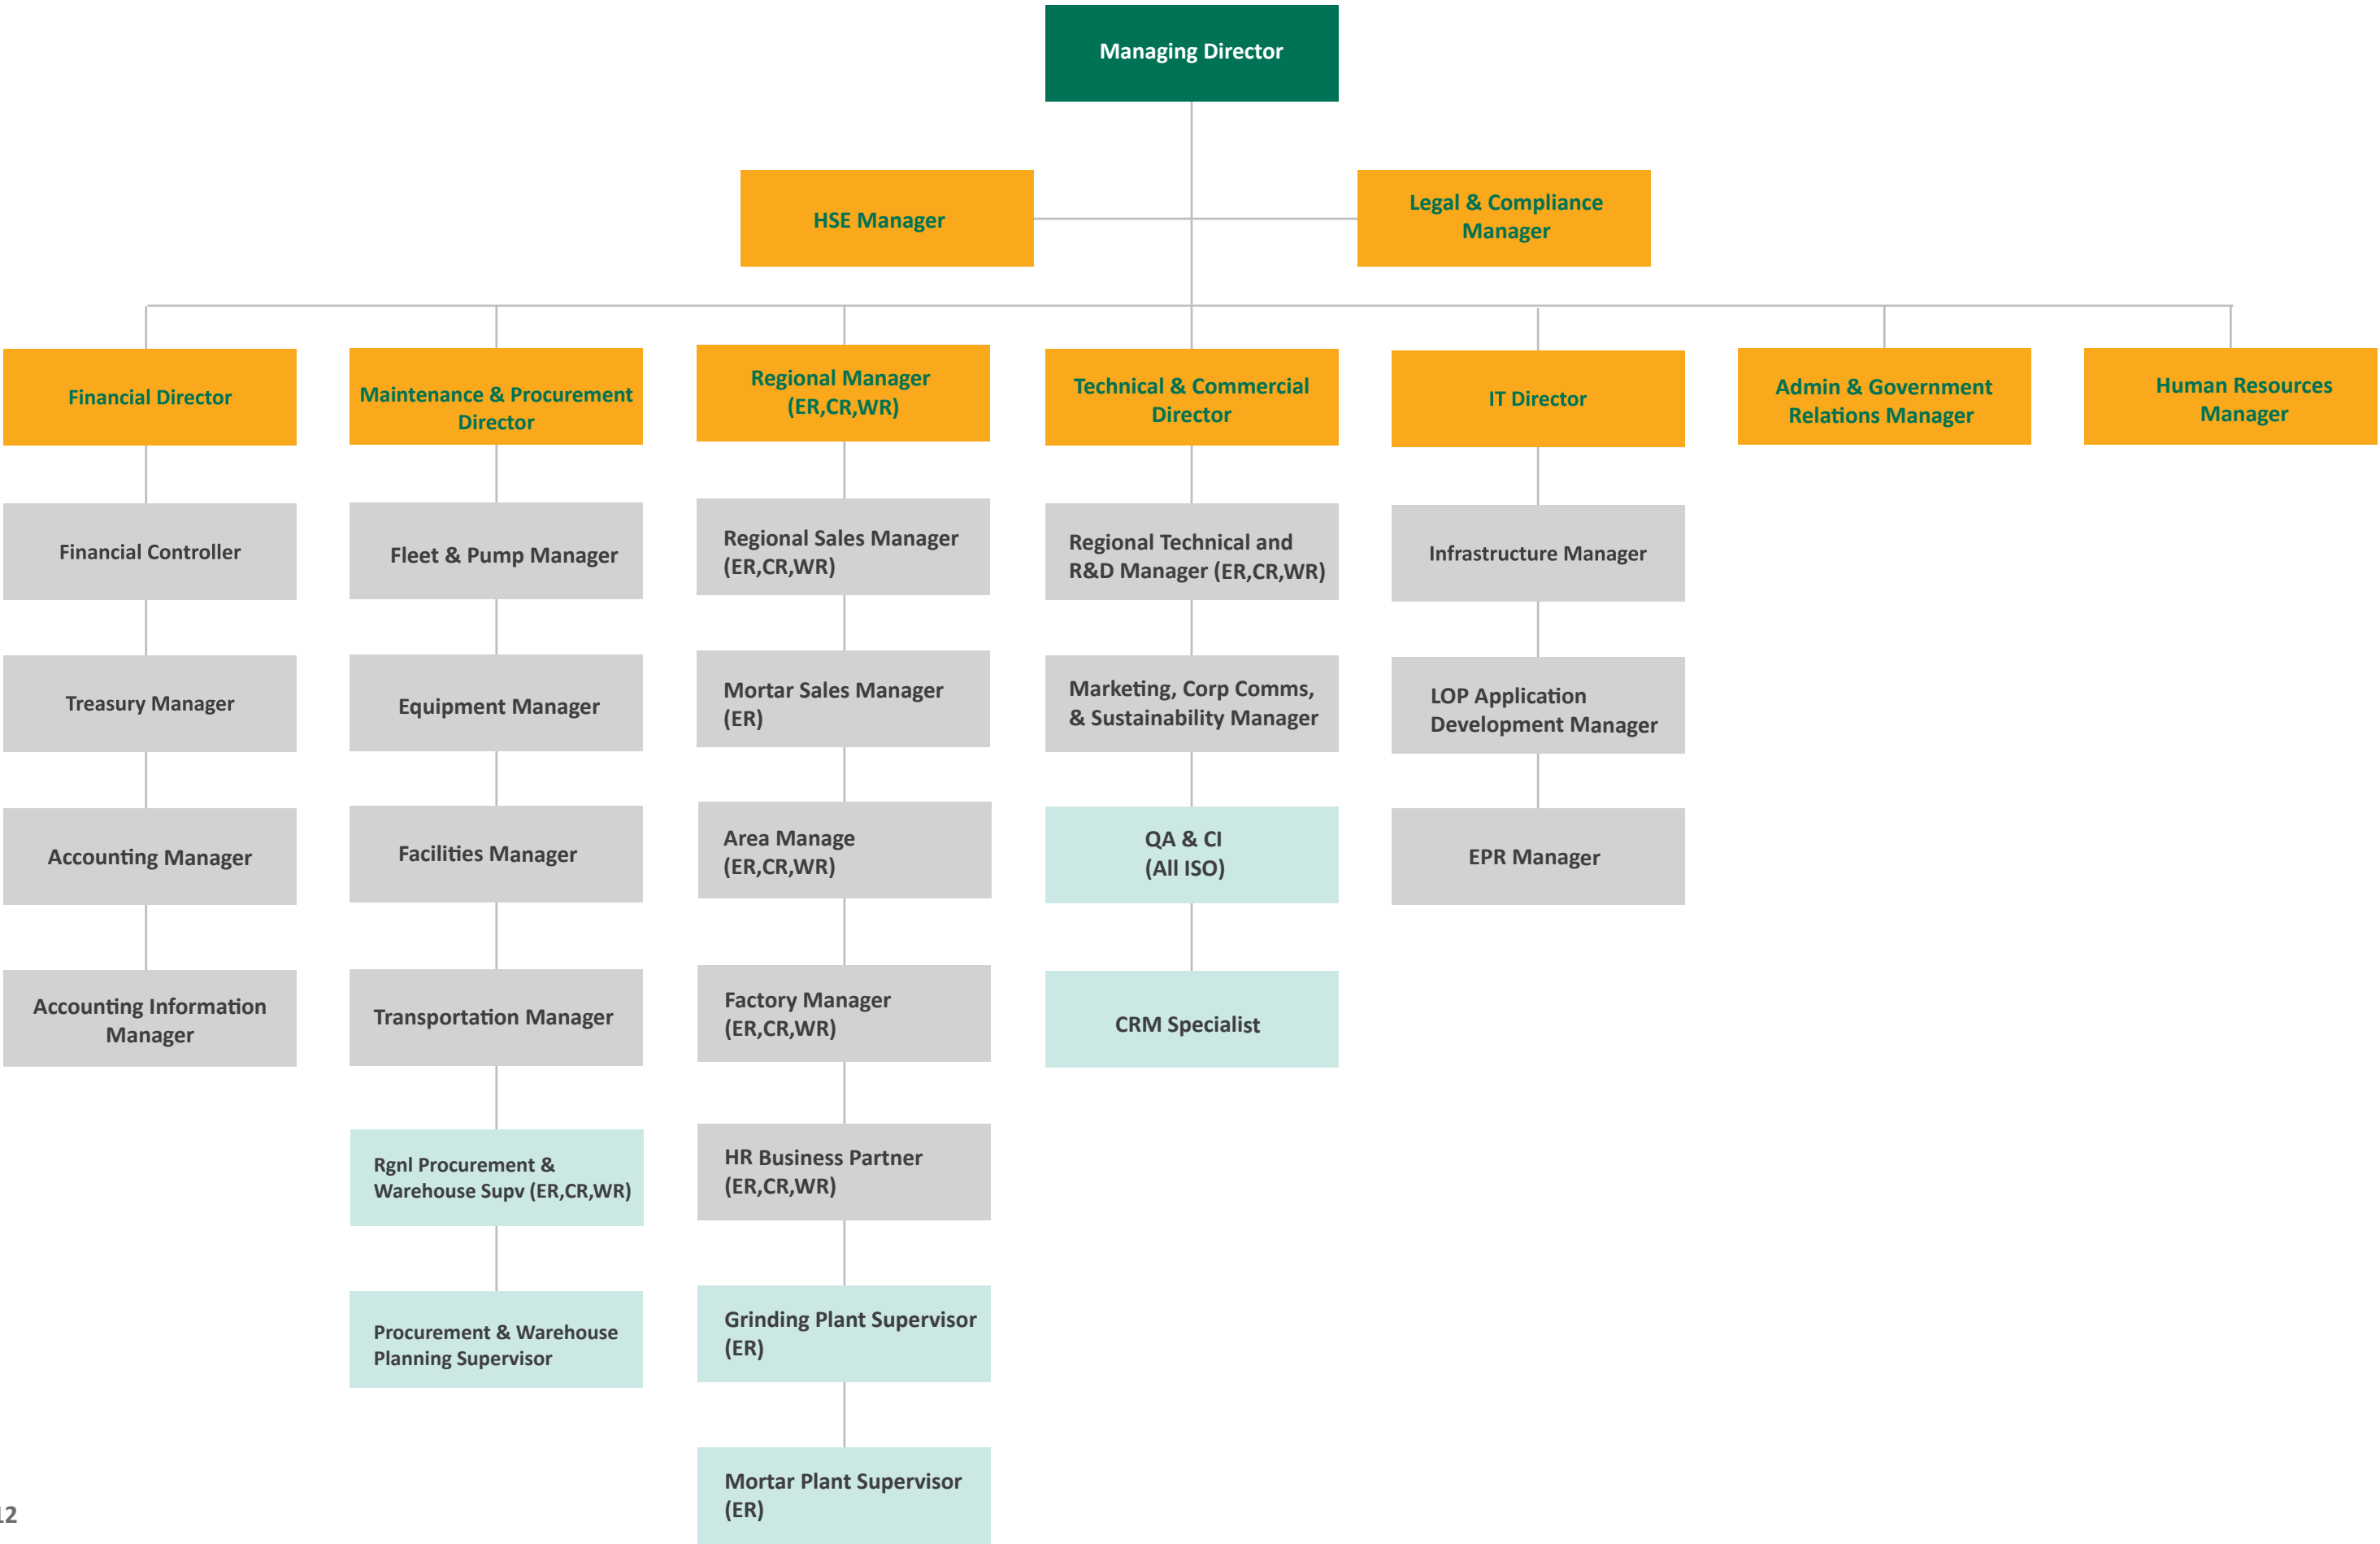 Managing Director
HSE Manager
Legal & Compliance
Manager
Financial Director
Maintenance & Procurement
Director
Regional Manager
(ER,CR,WR)
Technical & Commercial
Director
IT Director
Admin & Government
Relations Manager
Human Resources
Manager
Financial Controller
Treasury Manager
Accounting Manager
Accounting Information
Manager
Fleet & Pump Manager
Equipment Manager
Facilities Manager
Transportation Manager
Rgnl Procurement &
Warehouse Supv (ER,CR,WR)
Procurement & Warehouse
Planning Supervisor
Regional Sales Manager
(ER,CR,WR)
Mortar Sales Manager
(ER)
Area Manage
(ER,CR,WR)
Factory Manager
(ER,CR,WR)
HR Business Partner
(ER,CR,WR)
Grinding Plant Supervisor
(ER)
Mortar Plant Supervisor
(ER)
Regional Technical and
R&D Manager (ER,CR,WR)
Marketing, Corp Comms,
& Sustainability Manager
QA & CI
(All ISO)
CRM Specialist
Infrastructure Manager
LOP Application
Development Manager
EPR Manager
12